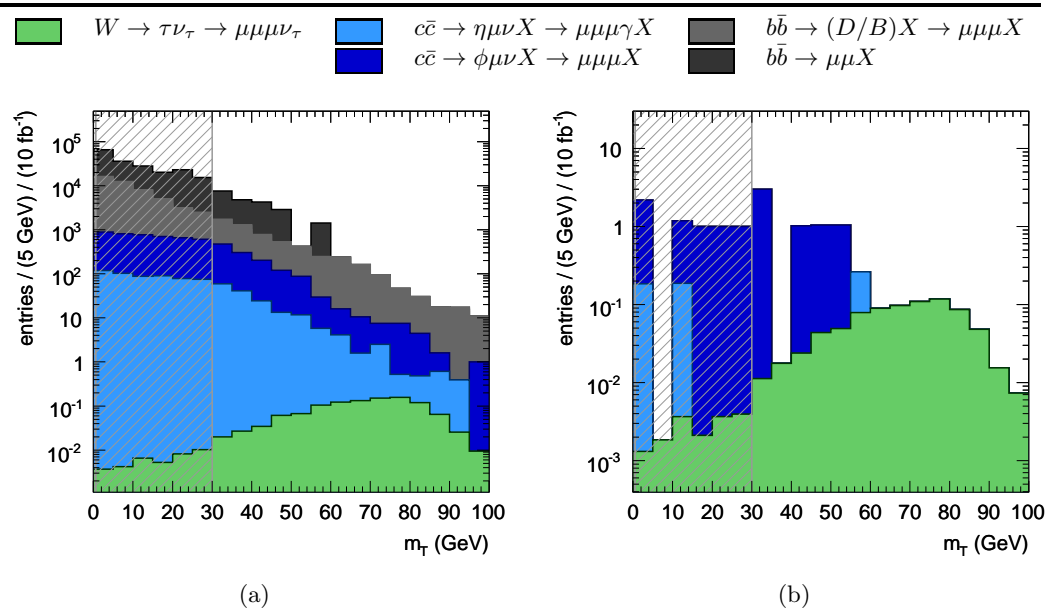 W → τν_τ → μμμν_τ
cc̄ → ημνX → μμμγX
bb̄ → (D/B)X → μμμX
cc̄ → φμνX → μμμX
bb̄ → μμX
entries / (5 GeV) / (10 fb⁻¹)
10⁵
10⁴
10³
10²
10
1
10⁻¹
10⁻²
0 10 20 30 40 50 60 70 80 90 100
m_T (GeV)
(a)
entries / (5 GeV) / (10 fb⁻¹)
10
1
10⁻¹
10⁻²
10⁻³
0 10 20 30 40 50 60 70 80 90 100
m_T (GeV)
(b)